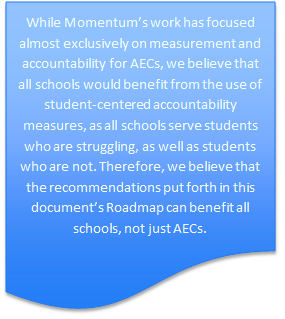 While Momentum's work has focused
almost exclusively on measurement and
accountability for AECs, we believe that
all schools would benefit from the use of
student-centered accountability
measures, as all schools serve students
who are struggling, as well as students
who are not. Therefore, we believe that
the recommendations put forth in this
document's Roadmap can benefit all
schools, not just AECs.